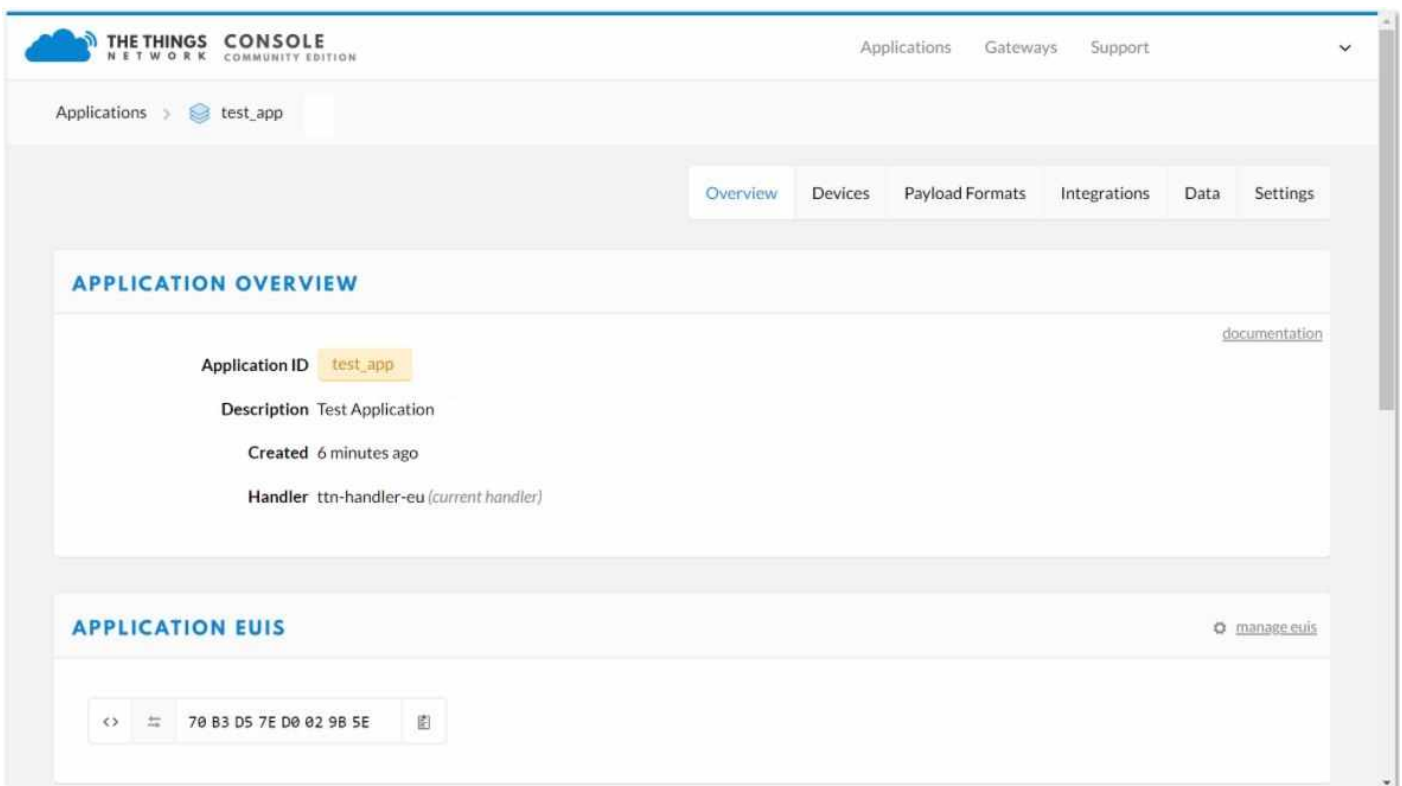 THE THINGS NETWORK CONSOLE COMMUNITY EDITION Applications Gateways Support
Applications > test_app
Overview Devices Payload Formats Integrations Data Settings
APPLICATION OVERVIEW
documentation
Application ID test_app
Description Test Application
Created 6 minutes ago
Handler ttn-handler-eu (current handler)
APPLICATION EUIS manage euis
<> 70 B3 D5 7E D0 02 9B 5E